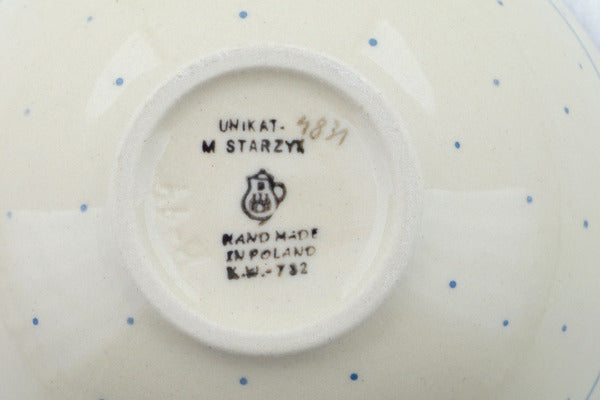 UNIKAT- 4831
M STARZYK
HAND MADE
IN POLAND
K.W.-782